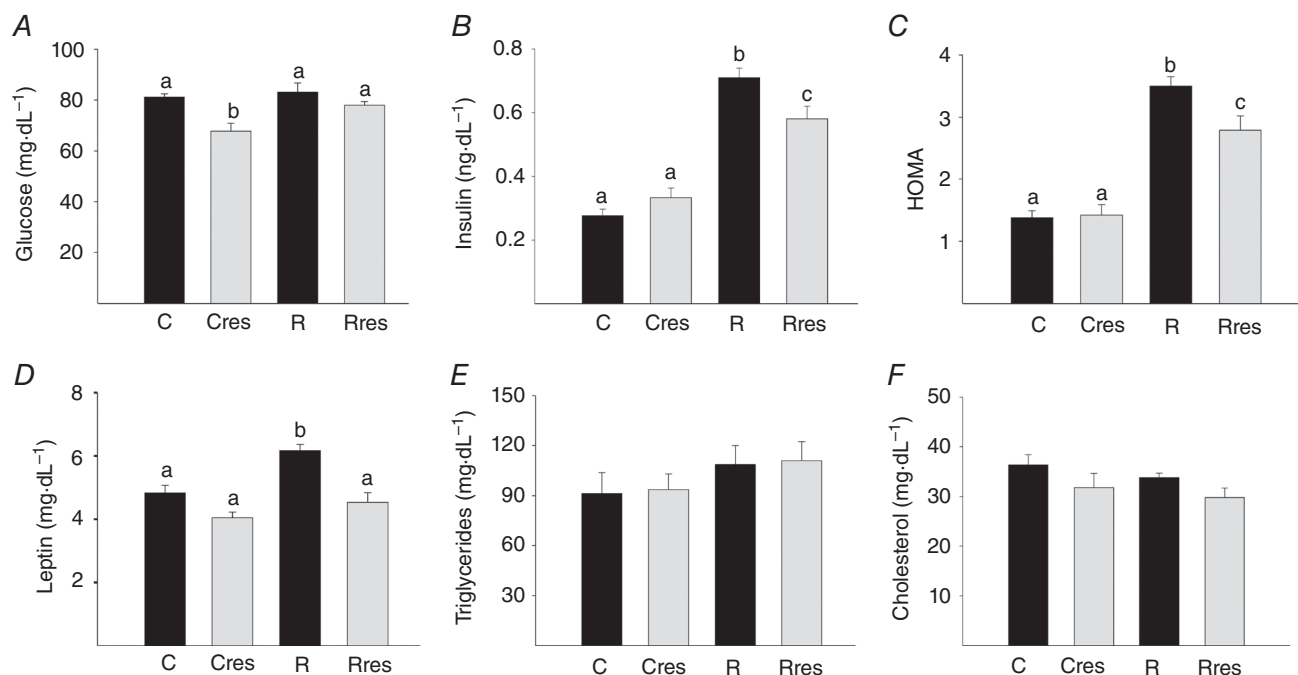 A
Glucose (mg·dL⁻¹)
100
80
60
40
20
a
b
a
a
C Cres R Rres
B
Insulin (ng·dL⁻¹)
0.8
0.6
0.4
0.2
a
a
b
c
C Cres R Rres
C
HOMA
4
3
2
1
a
a
b
c
C Cres R Rres
D
Leptin (mg·dL⁻¹)
8
6
4
2
a
a
b
a
C Cres R Rres
E
Triglycerides (mg·dL⁻¹)
150
120
90
60
30
C Cres R Rres
F
Cholesterol (mg·dL⁻¹)
50
40
30
20
10
C Cres R Rres